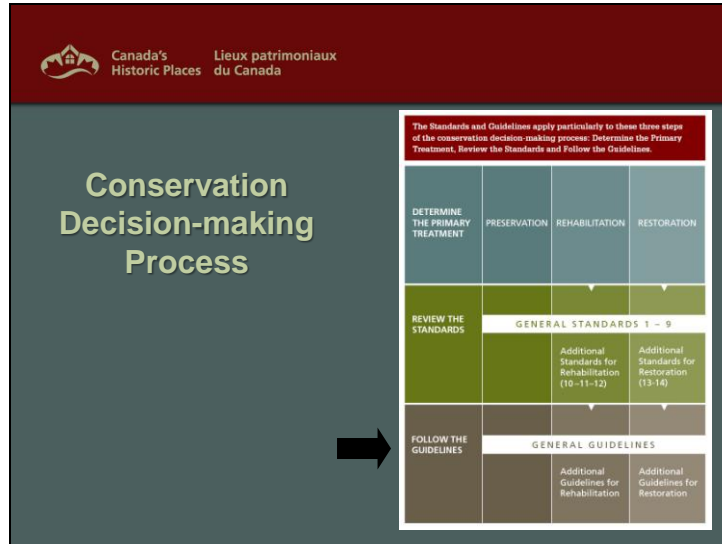 Canada's Historic Places
Lieux patrimoniaux du Canada
Conservation
Decision-making
Process
The Standards and Guidelines apply particularly to these three steps
of the conservation decision-making process: Determine the Primary
Treatment, Review the Standards and Follow the Guidelines.
DETERMINE
THE PRIMARY
TREATMENT
PRESERVATION
REHABILITATION
RESTORATION
REVIEW THE
STANDARDS
GENERAL STANDARDS 1 – 9
Additional
Standards for
Rehabilitation
(10–11–12)
Additional
Standards for
Restoration
(13-14)
FOLLOW THE
GUIDELINES
GENERAL GUIDELINES
Additional
Guidelines for
Rehabilitation
Additional
Guidelines for
Restoration